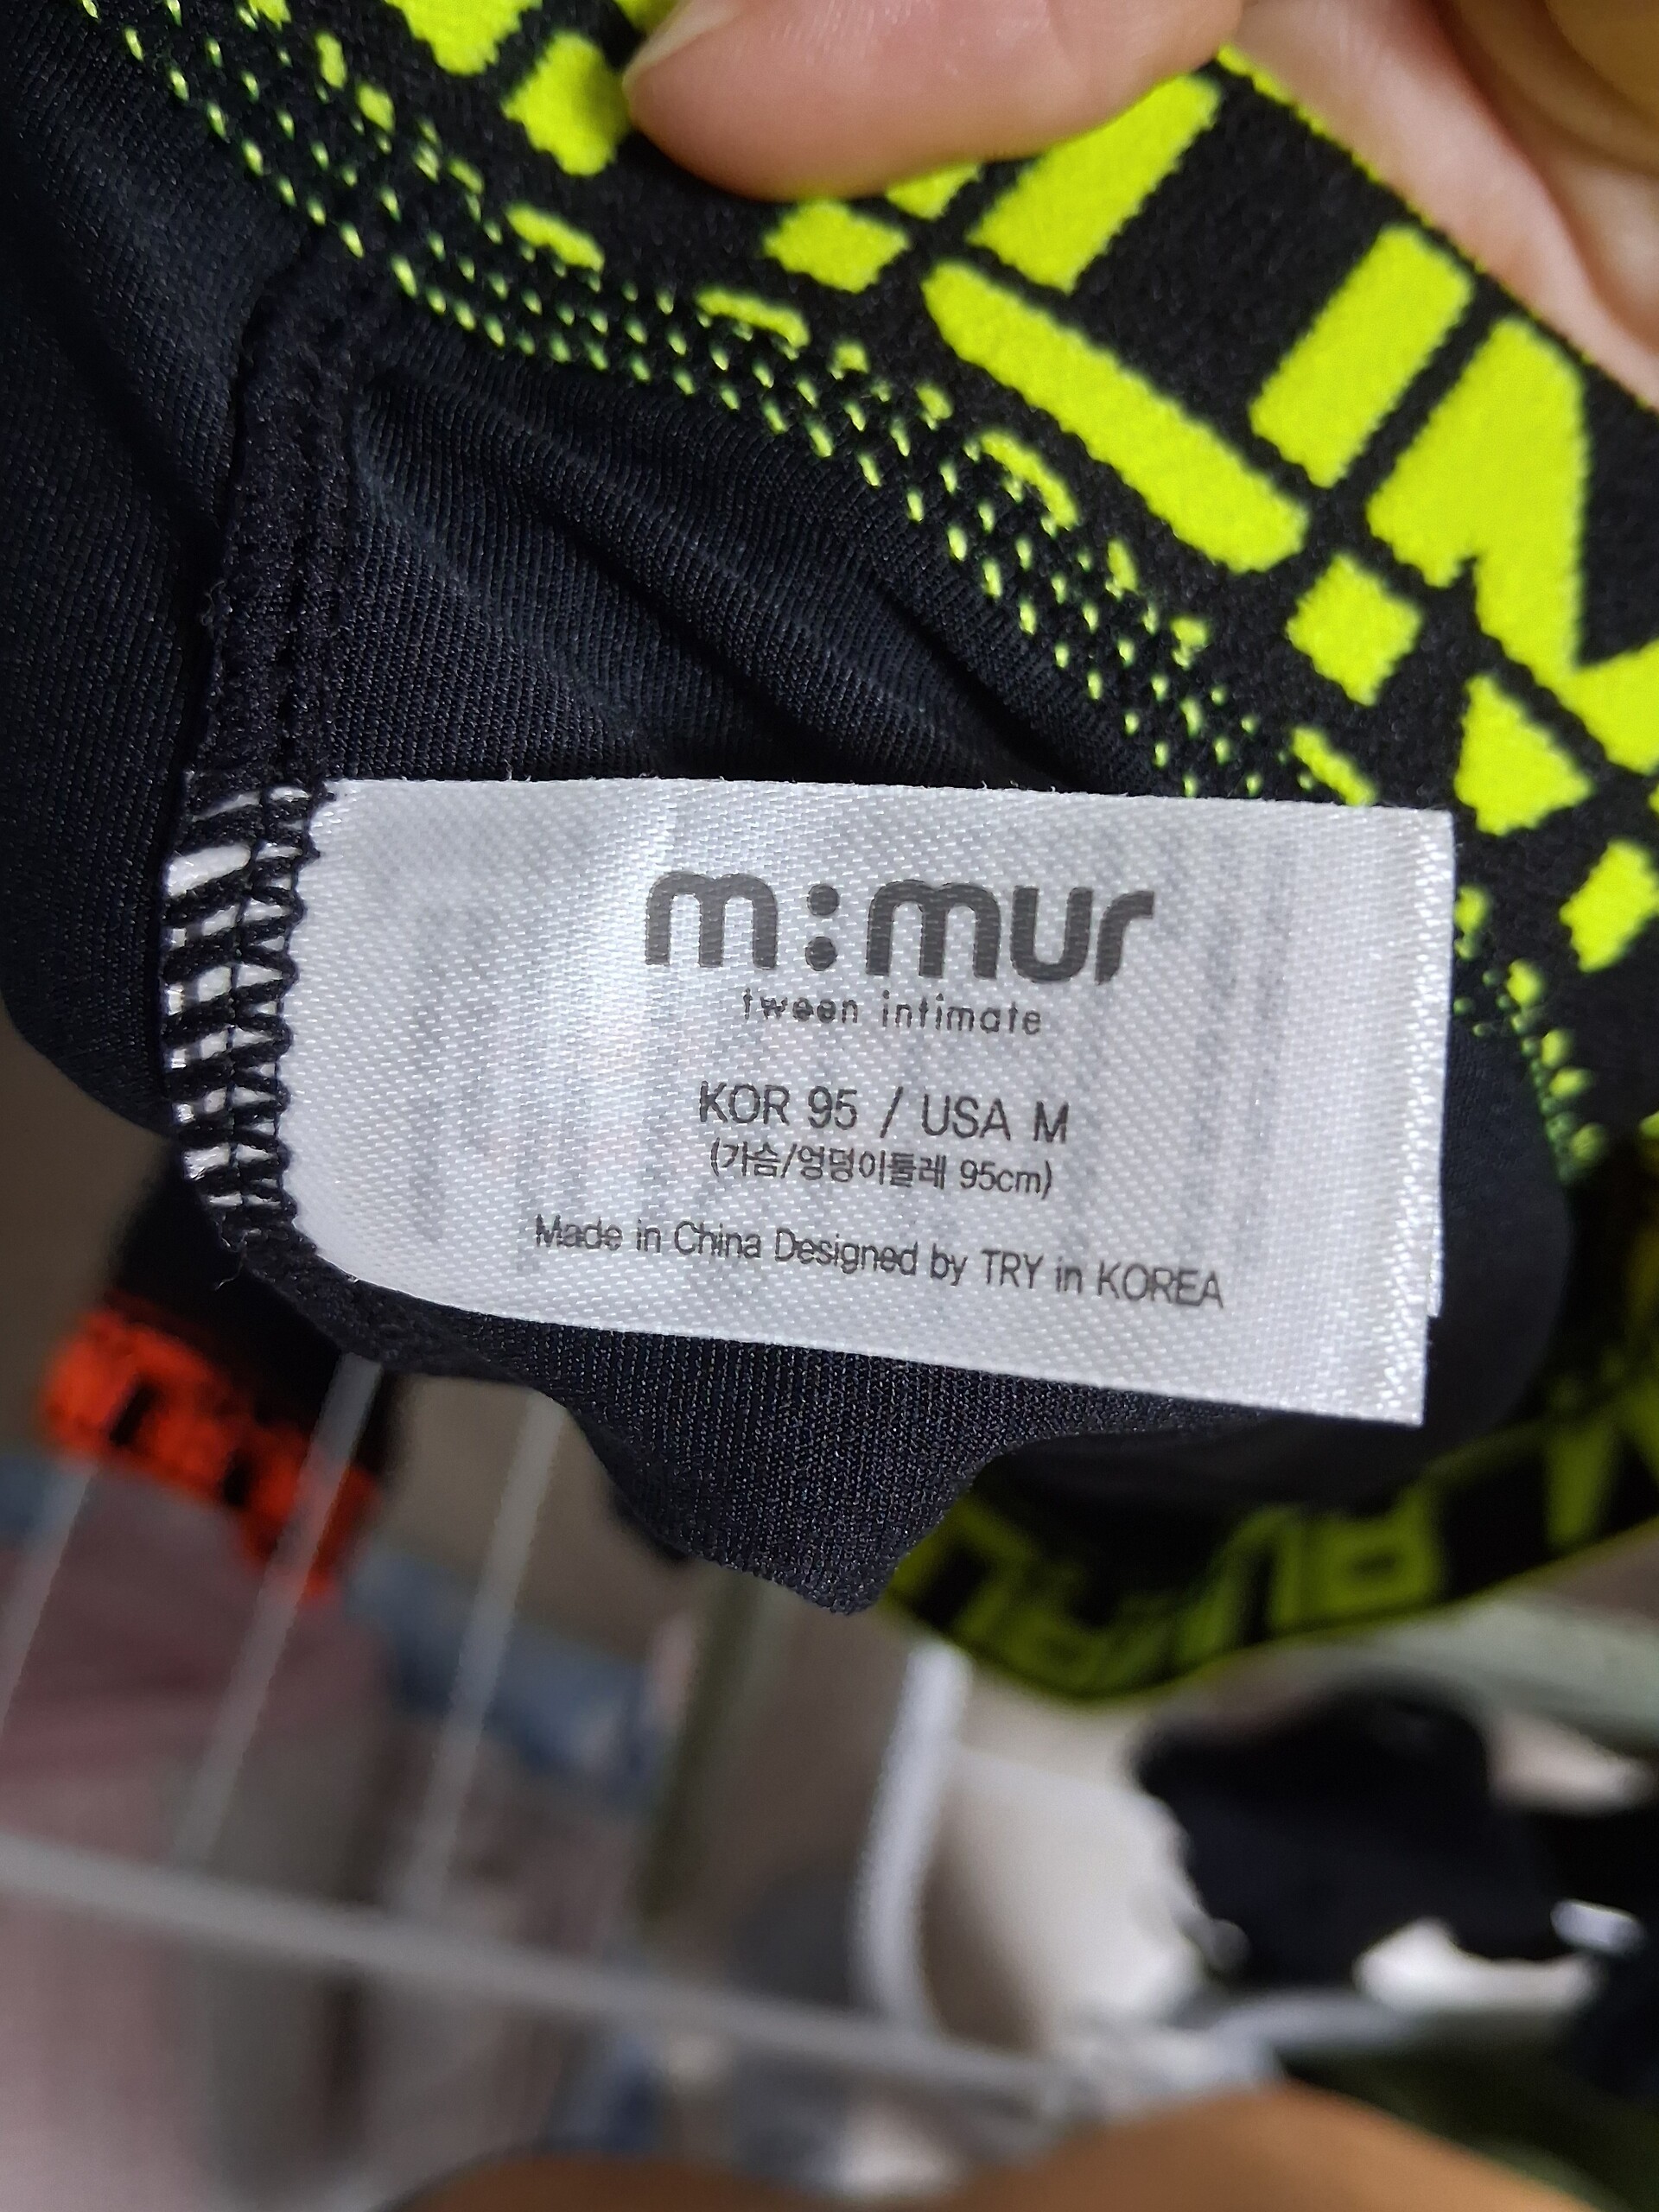 m:mur
tween intimate
KOR 95 / USA M
(가슴/엉덩이둘레 95cm)
Made in China Designed by TRY in KOREA